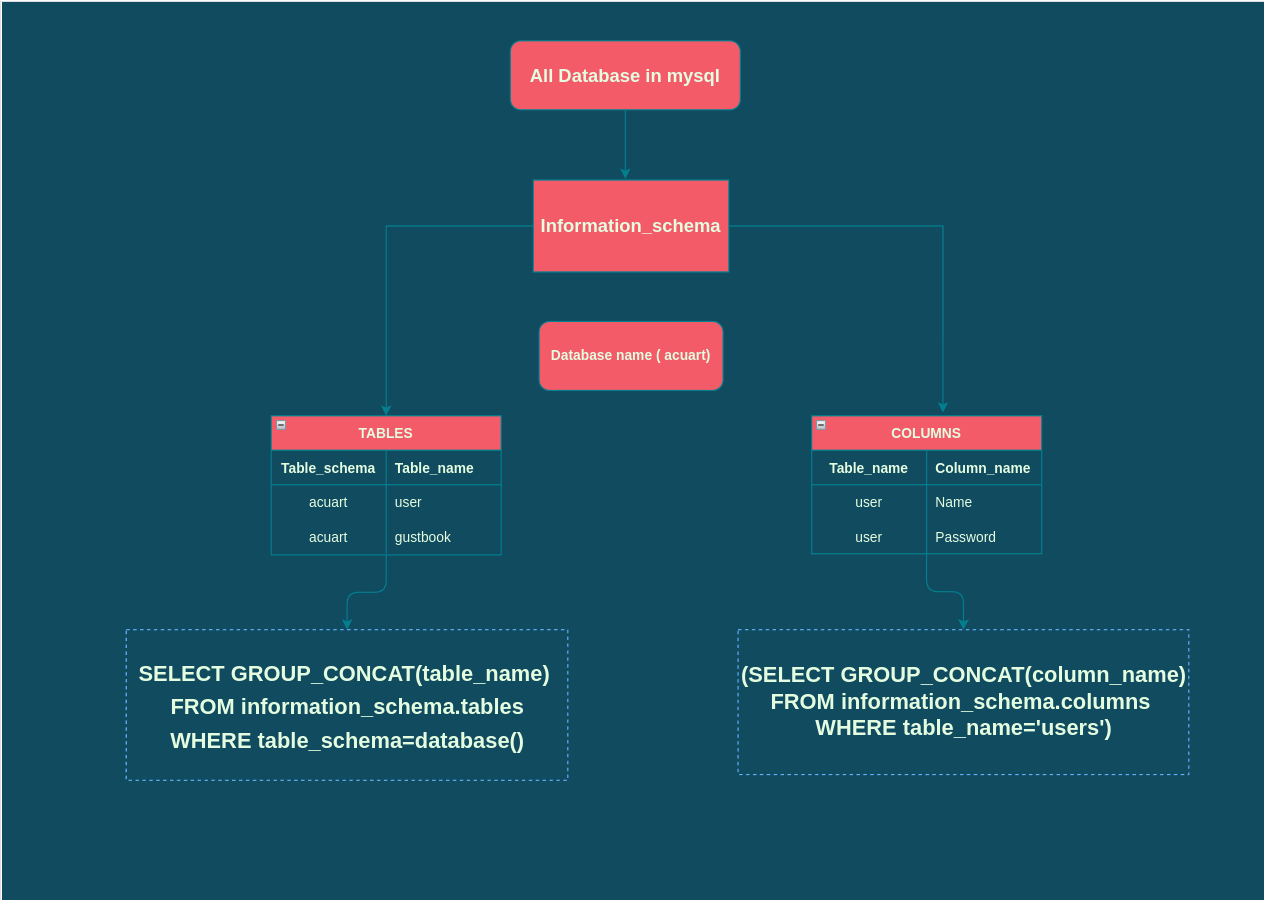 All Database in mysql
Information_schema
Database name ( acuart)
TABLES
Table_schema Table_name
acuart user
acuart gustbook
COLUMNS
Table_name Column_name
user Name
user Password
SELECT GROUP_CONCAT(table_name)
FROM information_schema.tables
WHERE table_schema=database()
(SELECT GROUP_CONCAT(column_name)
FROM information_schema.columns
WHERE table_name='users')